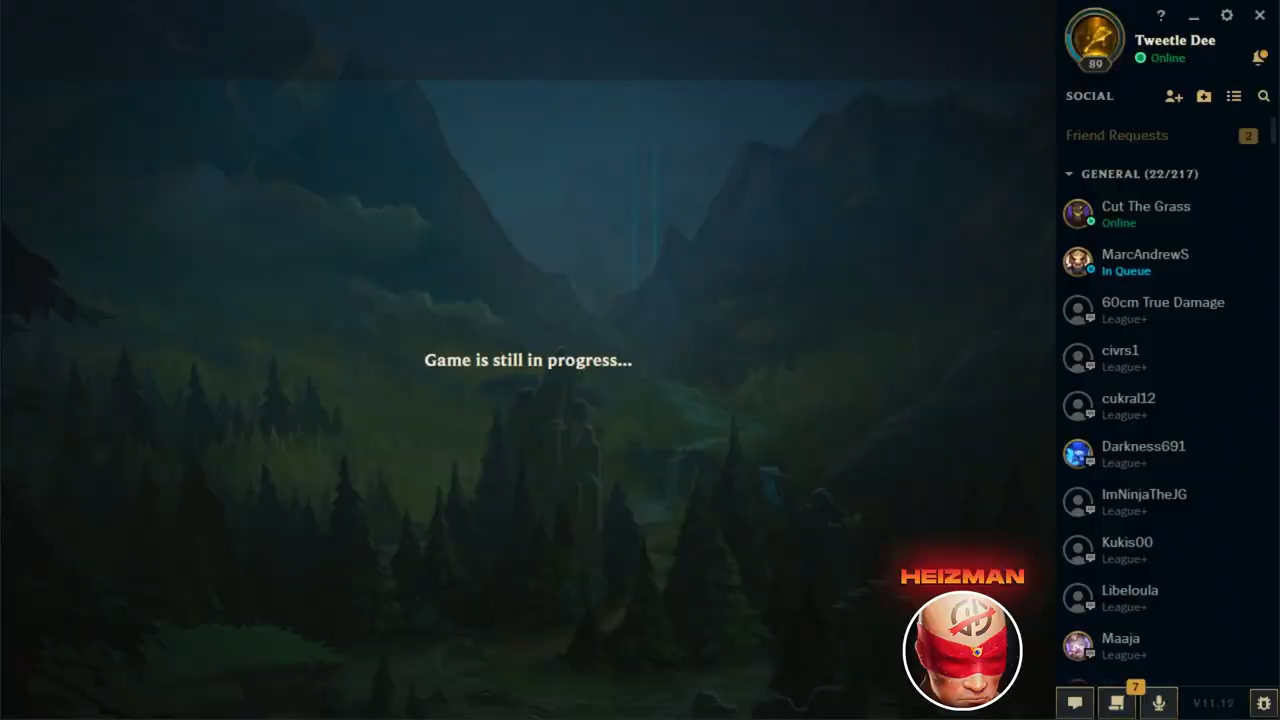 ?
Tweetle Dee
89
Online
SOCIAL
Friend Requests
2
GENERAL (22/217)
Cut The Grass
Online
MarcAndrewS
In Queue
60cm True Damage
League+
civrs1
League+
Game is still in progress...
cukral12
League+
Darkness691
League+
ImNinjaTheJG
League+
Kukis00
League+
HEIZMAN
Libeloula
League+
Maaja
League+
7
V11.12